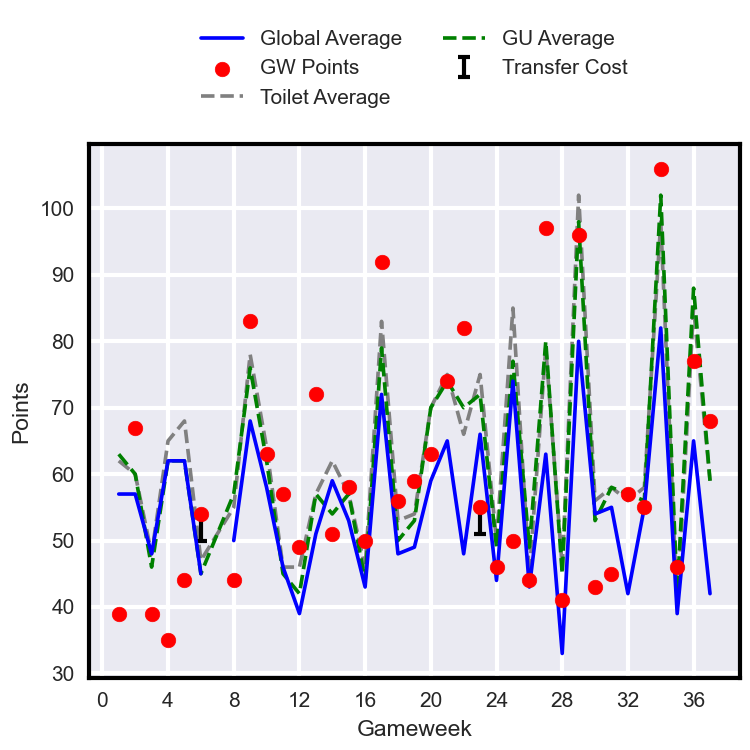 Global Average
GW Points
Toilet Average
GU Average
Transfer Cost
Points
100
90
80
70
60
50
40
30
0 4 8 12 16 20 24 28 32 36
Gameweek